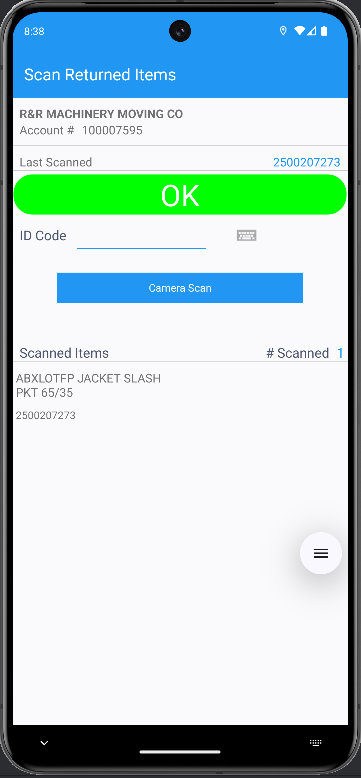 8:38
Scan Returned Items
R&R MACHINERY MOVING CO
Account # 100007595
Last Scanned 2500207273
OK
ID Code
Camera Scan
Scanned Items # Scanned 1
ABXLOTFP JACKET SLASH
PKT 65/35
2500207273